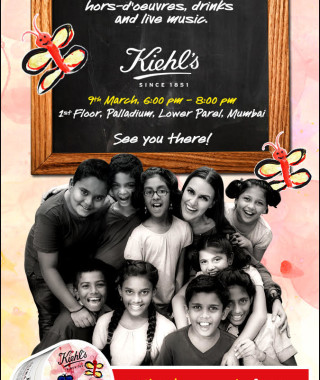 hors-d'oeuvres, drinks
and live music.
Kiehl's
SINCE 1851
9th March, 6:00 pm – 8:00 pm
1st Floor, Palladium, Lower Parel, Mumbai
See you there!
Kiehl's